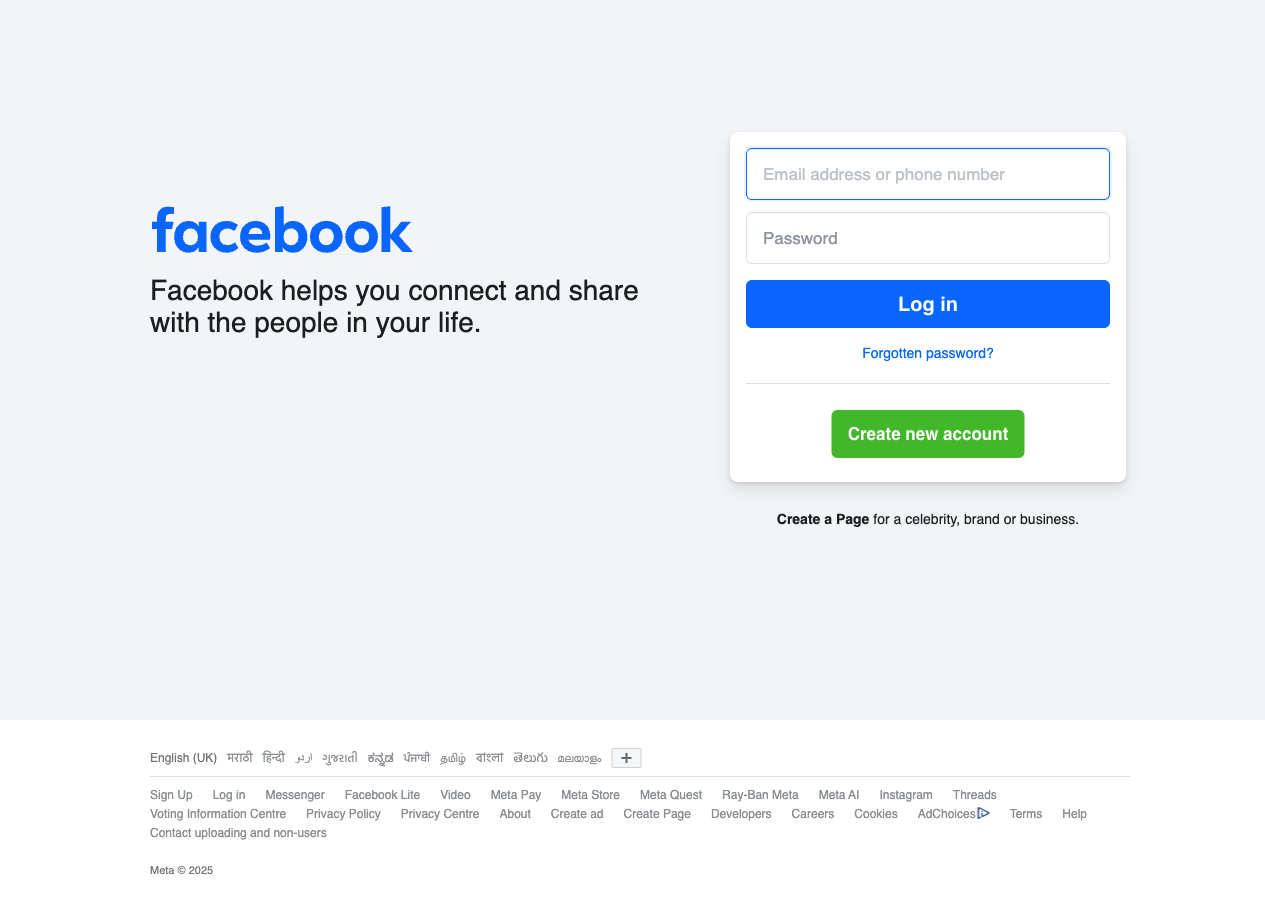 facebook
Facebook helps you connect and share
with the people in your life.
Email address or phone number
Password
Log in
Forgotten password?
Create new account
Create a Page for a celebrity, brand or business.
English (UK) मराठी हिन्दी اردو ગુજરાતી ಕನ್ನಡ ਪੰਜਾਬੀ தமிழ் বাংলা తెలుగు മലയാളം
Sign Up Log in Messenger Facebook Lite Video Meta Pay Meta Store Meta Quest Ray-Ban Meta Meta AI Instagram Threads
Voting Information Centre Privacy Policy Privacy Centre About Create ad Create Page Developers Careers Cookies AdChoices Terms Help
Contact uploading and non-users
Meta © 2025